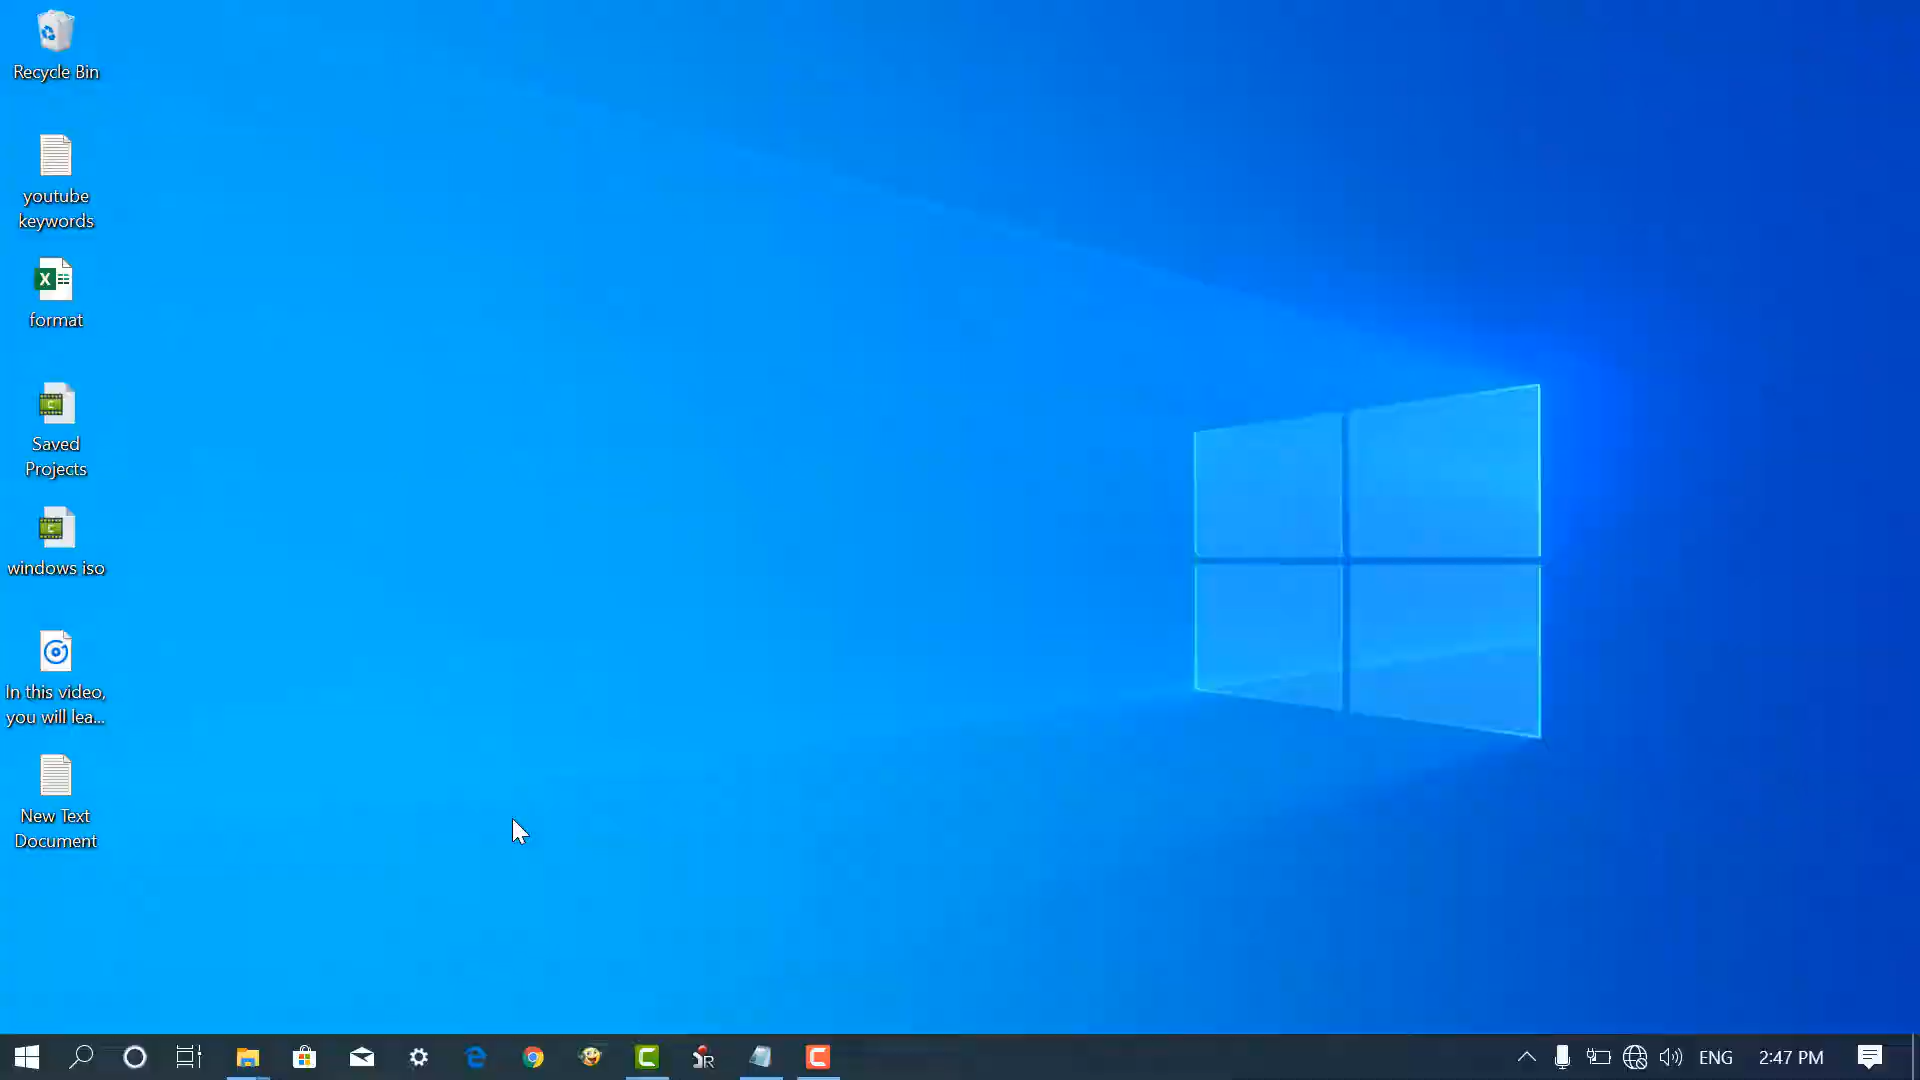 Recycle Bin
youtube
keywords
format
Saved
Projects
windows iso
In this video,
you will lea...
New Text
Document
ENG
2:47 PM